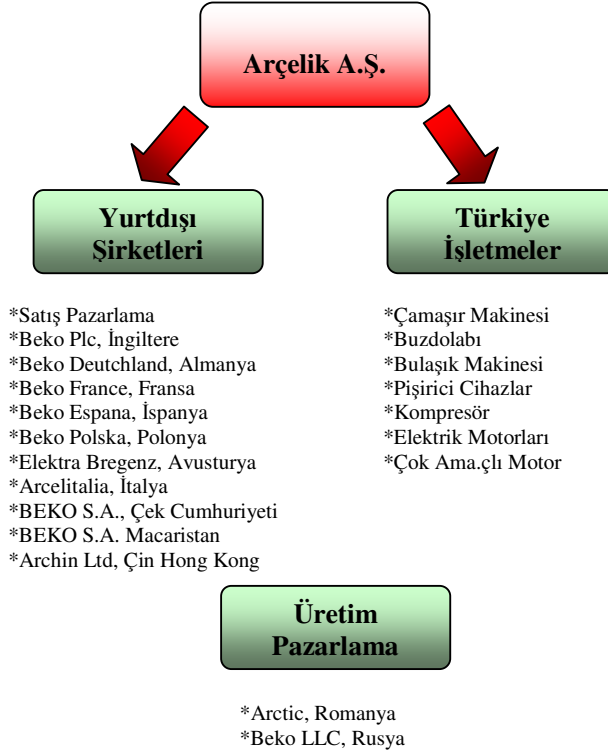 Arçelik A.Ş.
Yurtdışı
Şirketleri
*Satış Pazarlama
*Beko Plc, İngiltere
*Beko Deutchland, Almanya
*Beko France, Fransa
*Beko Espana, İspanya
*Beko Polska, Polonya
*Elektra Bregenz, Avusturya
*Arcelitalia, İtalya
*BEKO S.A., Çek Cumhuriyeti
*BEKO S.A. Macaristan
*Archin Ltd, Çin Hong Kong
Türkiye
İşletmeler
*Çamaşır Makinesi
*Buzdolabı
*Bulaşık Makinesi
*Pişirici Cihazlar
*Kompresör
*Elektrik Motorları
*Çok Ama.çlı Motor
Üretim
Pazarlama
*Arctic, Romanya
*Beko LLC, Rusya